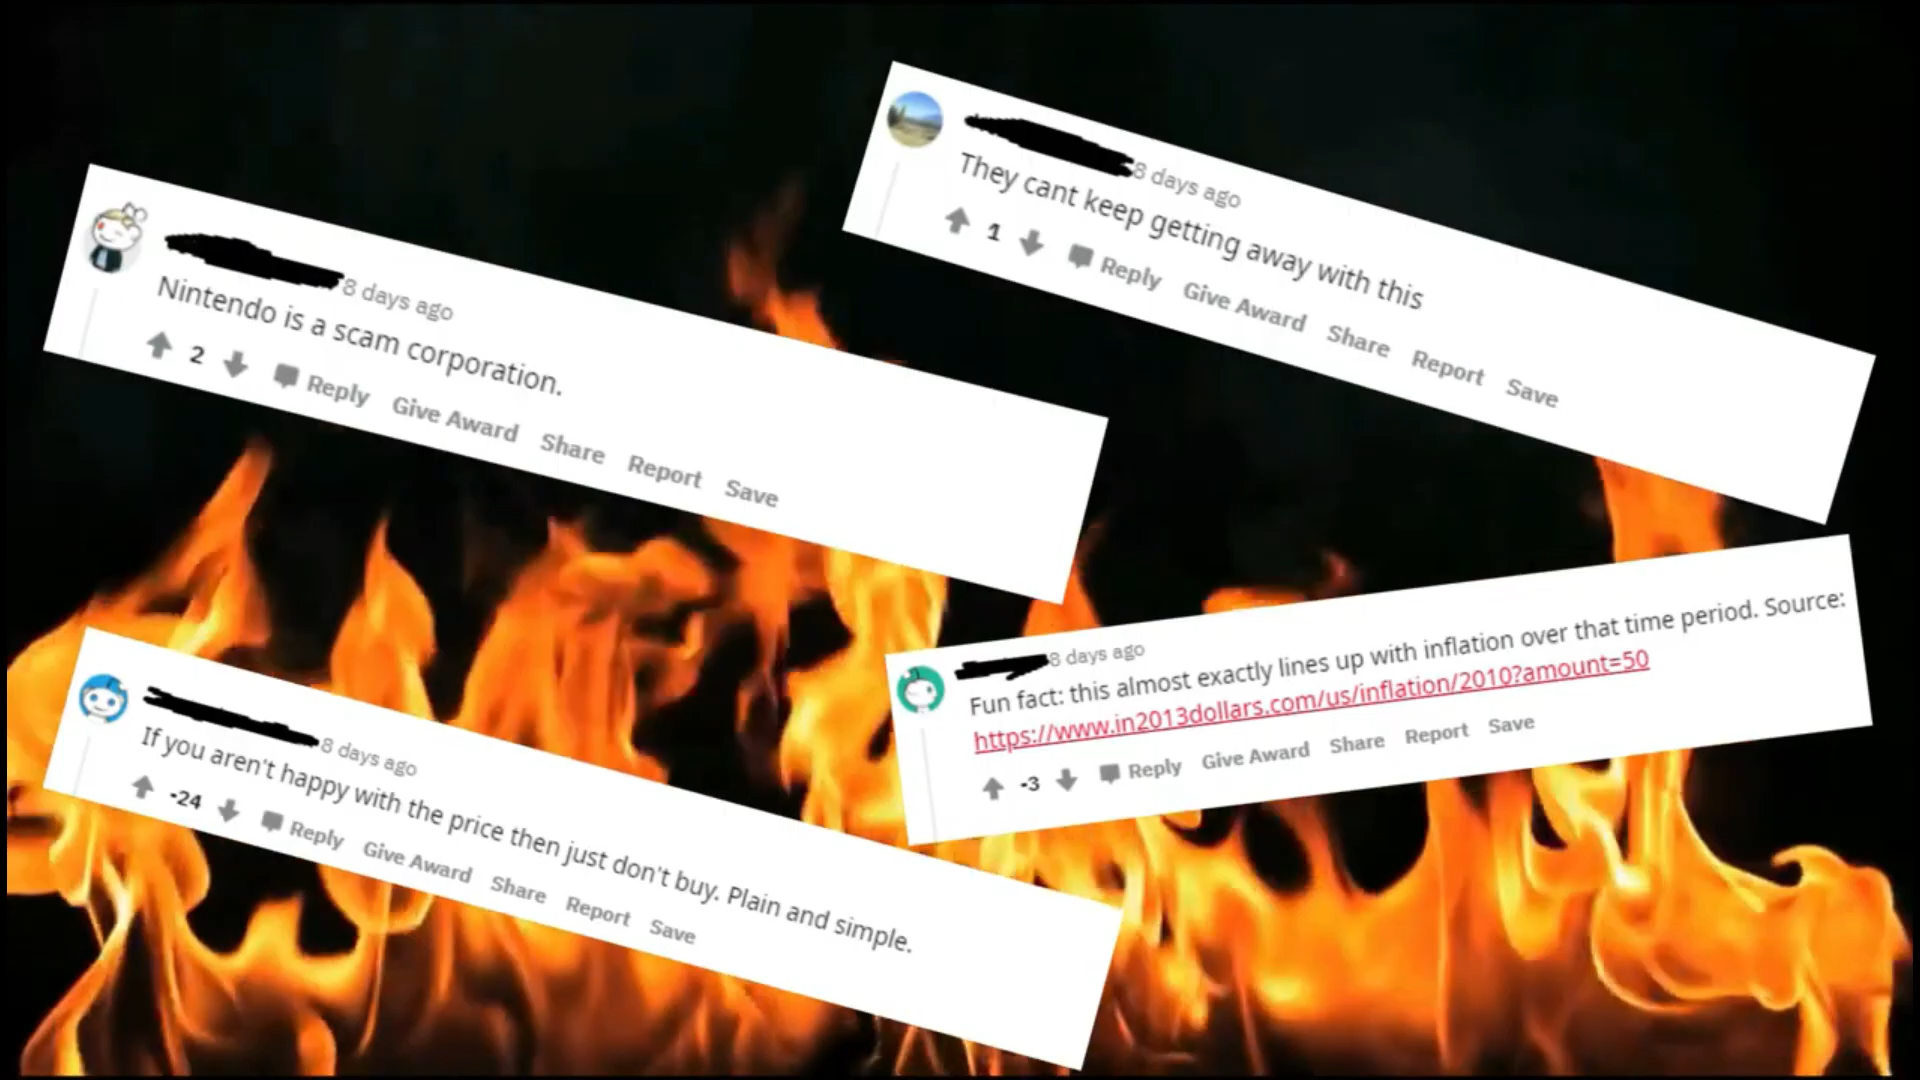 8 days ago
They cant keep getting away with this
1 Reply Give Award Share Report Save
8 days ago
Nintendo is a scam corporation.
2 Reply Give Award Share Report Save
8 days ago
Fun fact: this almost exactly lines up with inflation over that time period. Source:
https://www.in2013dollars.com/us/inflation/2010?amount=50
-3 Reply Give Award Share Report Save
8 days ago
If you aren't happy with the price then just don't buy. Plain and simple.
-24 Reply Give Award Share Report Save